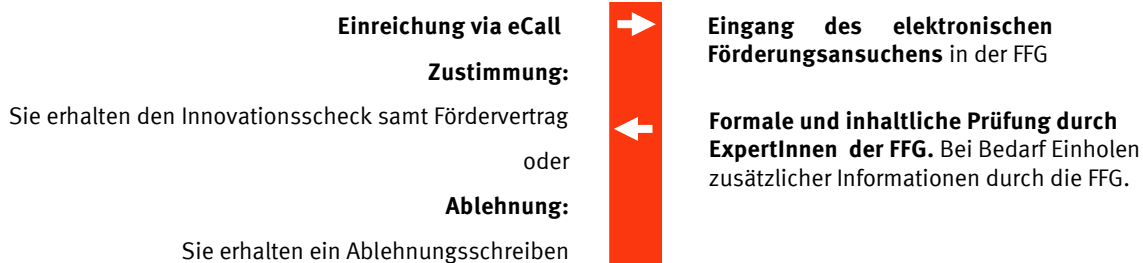 Einreichung via eCall
Zustimmung:
Sie erhalten den Innovationsscheck samt Fördervertrag
oder
Ablehnung:
Sie erhalten ein Ablehnungsschreiben
Eingang des elektronischen
Förderungsansuchens in der FFG
Formale und inhaltliche Prüfung durch
ExpertInnen der FFG. Bei Bedarf Einholen
zusätzlicher Informationen durch die FFG.